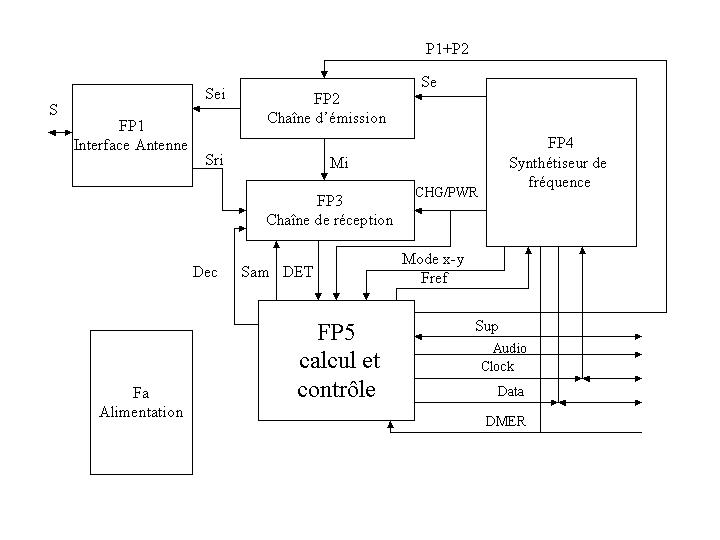 P1+P2
Sei
FP2
Chaîne d'émission
Se
S
FP1
Interface Antenne
FP4
Synthétiseur de
fréquence
Sri
Mi
FP3
Chaîne de réception
CHG/PWR
Dec
Sam
DET
Mode x-y
Fref
FP5
calcul et
contrôle
Sup
Audio
Clock
Data
DMER
Fa
Alimentation